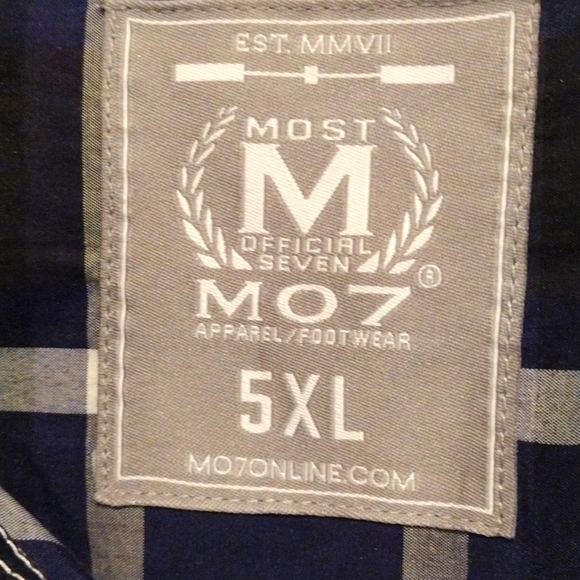 EST. MMVII
MOST
M
OFFICIAL
SEVEN
MO7®
APPAREL/FOOTWEAR
5XL
MO7ONLINE.COM